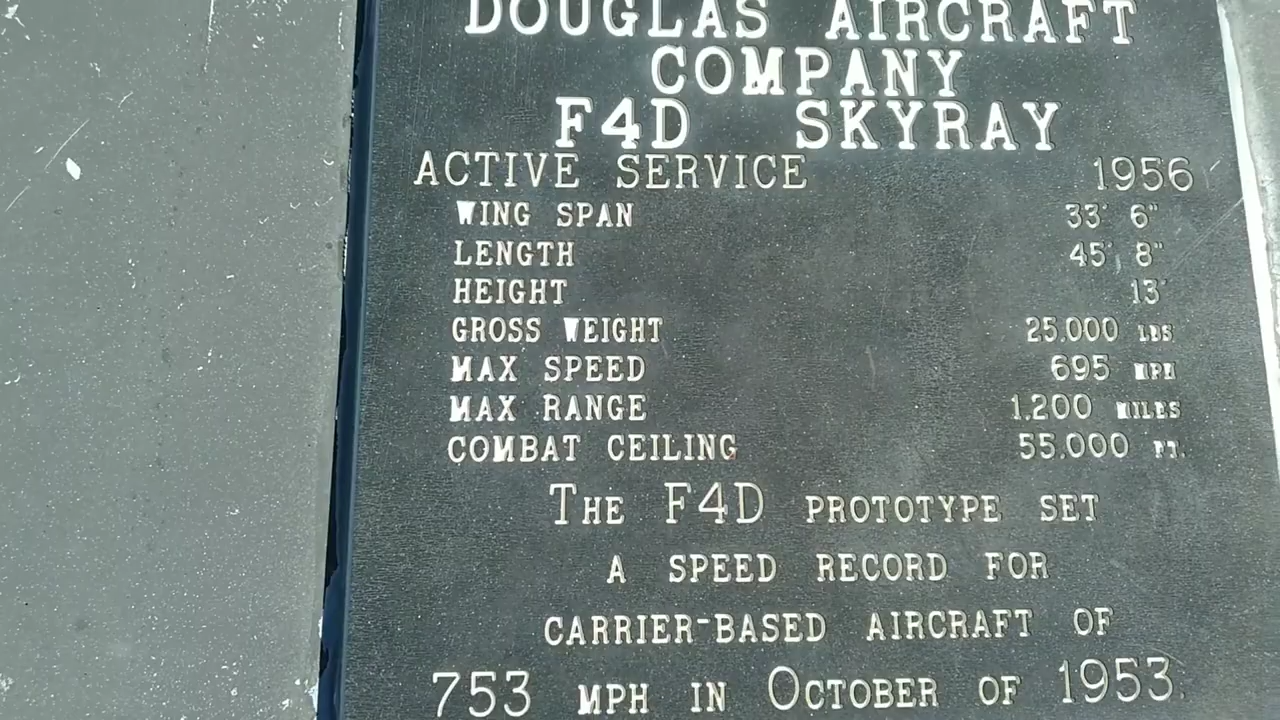 DOUGLAS AIRCRAFT
COMPANY
F4D SKYRAY
ACTIVE SERVICE 1956
WING SPAN 33' 6"
LENGTH 45' 8"
HEIGHT 13'
GROSS WEIGHT 25,000 LBS
MAX SPEED 695 MPH
MAX RANGE 1,200 MILES
COMBAT CEILING 55,000 FT.
THE F4D PROTOTYPE SET
A SPEED RECORD FOR
CARRIER-BASED AIRCRAFT OF
753 MPH IN OCTOBER OF 1953.